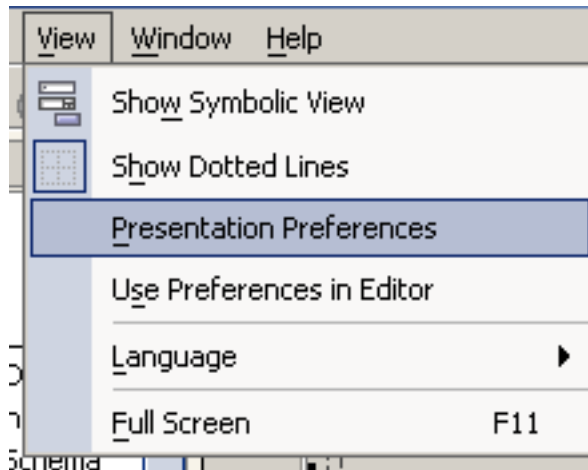 View Window Help
Show Symbolic View
Show Dotted Lines
Presentation Preferences
Use Preferences in Editor
Language
Full Screen F11